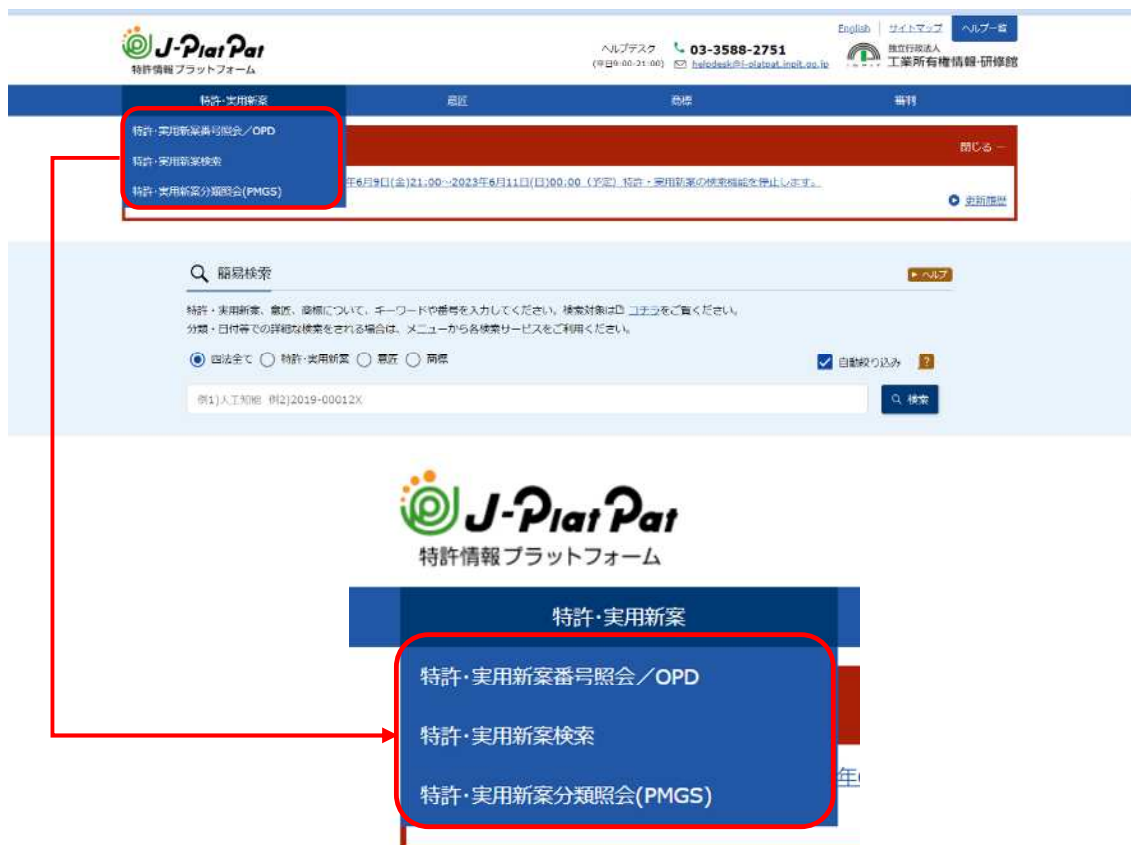 English サイトマップ ヘルプ一覧
J-PlatPat
特許情報プラットフォーム
ヘルプデスク 03-3588-2751
(平日9:00-21:00) helpdesk@j-platpat.inpit.go.jp
独立行政法人
工業所有権情報・研修館
特許・実用新案 意匠 商標 審判
特許・実用新案番号照会／OPD
特許・実用新案検索
特許・実用新案分類照会(PMGS)
閉じる
年6月9日(金)21:00～2023年6月11日(日)00:00（予定）特許・実用新案の検索機能を停止します。
更新履歴
簡易検索
ヘルプ
特許・実用新案、意匠、商標について、キーワードや番号を入力してください。検索対象は コチラをご覧ください。
分類・日付等での詳細な検索をされる場合は、メニューから各検索サービスをご利用ください。
四法全て 特許・実用新案 意匠 商標
自動絞り込み ?
例1)人工知能 例2)2019-00012X
検索
J-PlatPat
特許情報プラットフォーム
特許・実用新案
特許・実用新案番号照会／OPD
特許・実用新案検索
特許・実用新案分類照会(PMGS)
年